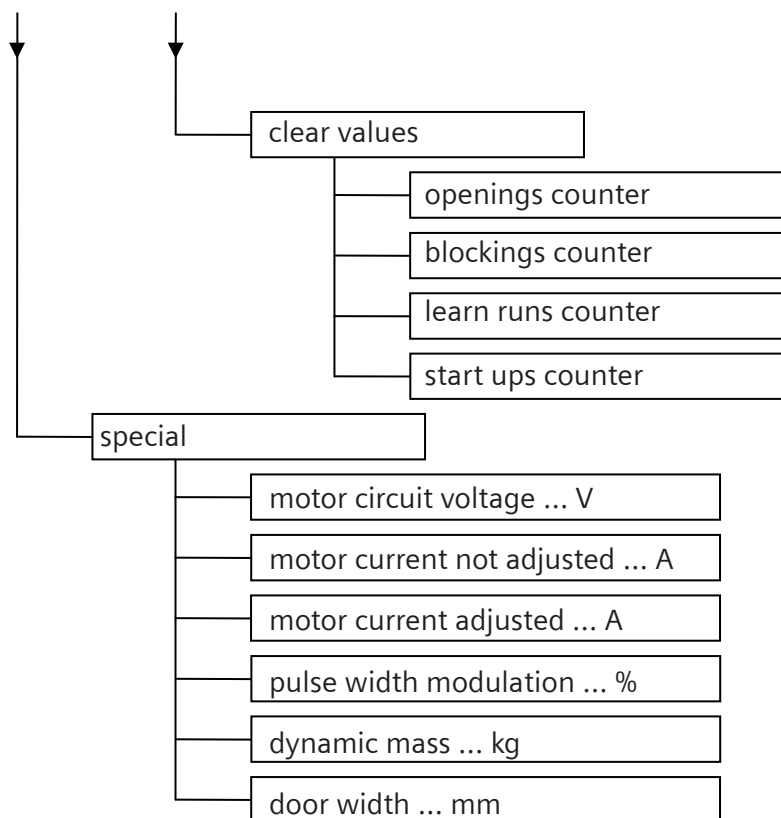 clear values
openings counter
blockings counter
learn runs counter
start ups counter
special
motor circuit voltage ... V
motor current not adjusted ... A
motor current adjusted ... A
pulse width modulation ... %
dynamic mass ... kg
door width ... mm